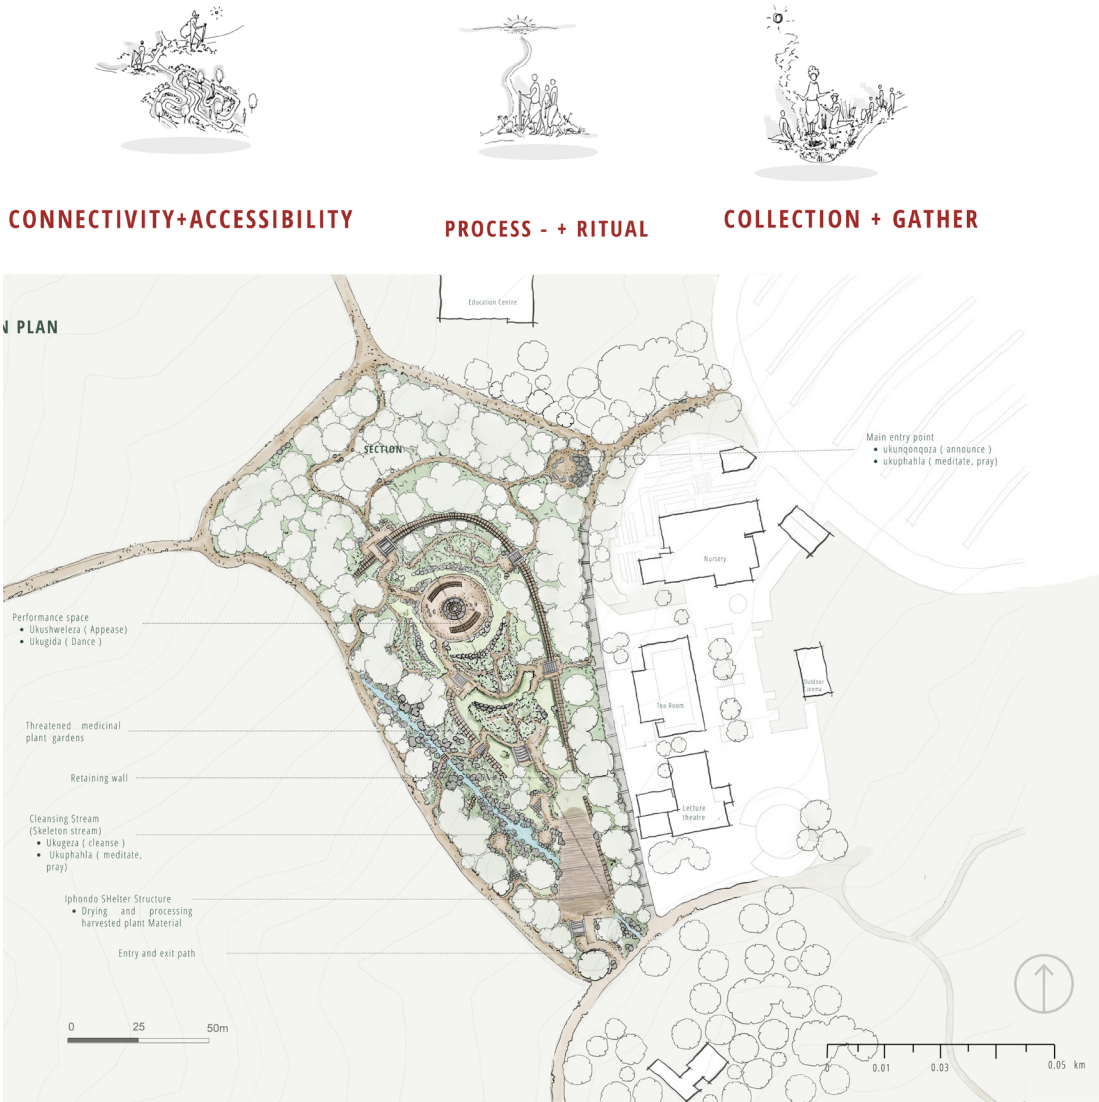 CONNECTIVITY+ACCESSIBILITY
PROCESS - + RITUAL
COLLECTION + GATHER
N PLAN
Education Centre
SECTION
Main entry point
• ukunqonqoza ( announce )
• ukuphahla ( meditate, pray)
Nursery
Performance space
• Ukushweleza ( Appease)
• Ukugida ( Dance )
Outdoor
Cinema
Tea Room
Threatened medicinal
plant gardens
Retaining wall
Lecture
theatre
Cleansing Stream
(Skeleton stream)
• Ukugeza ( cleanse )
• Ukuphahla ( meditate,
pray)
Iphondo SHelter Structure
• Drying and processing
harvested plant Material
Entry and exit path
0 25 50m
0 0.01 0.03 0.05 km